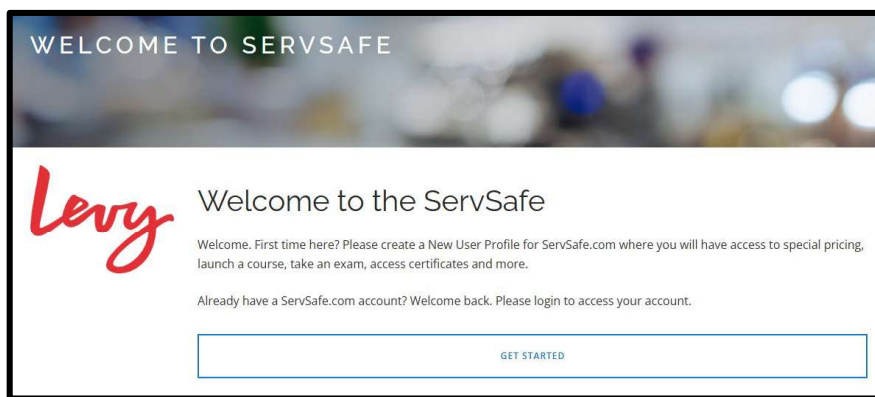 WELCOME TO SERVSAFE
Levy
Welcome to the ServSafe
Welcome. First time here? Please create a New User Profile for ServSafe.com where you will have access to special pricing,
launch a course, take an exam, access certificates and more.
Already have a ServSafe.com account? Welcome back. Please login to access your account.
GET STARTED